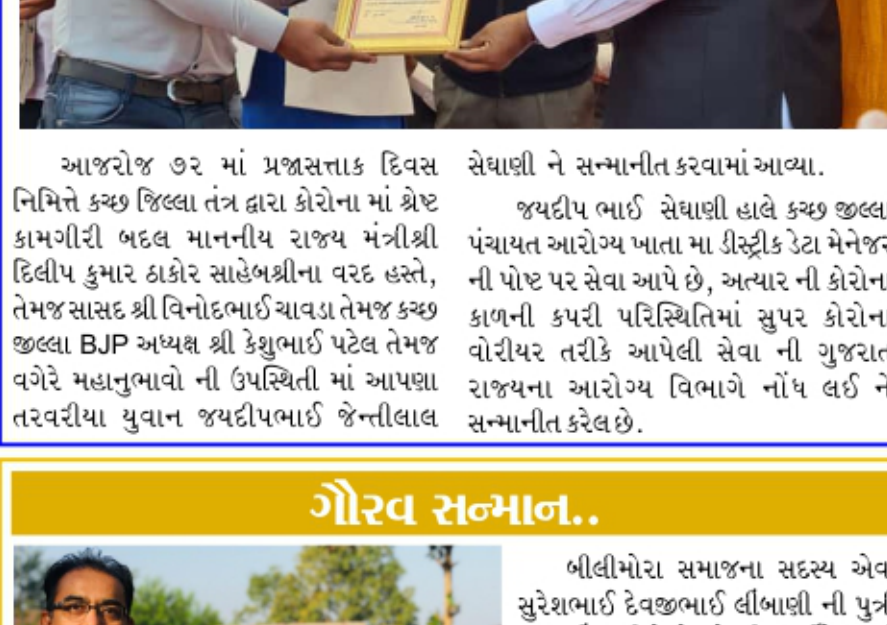 આજરોજ ૭૨ માં પ્રજાસત્તાક દિવસ
નિમિત્તે કચ્છ જિલ્લા તંત્ર દ્વારા કોરોના માં શ્રેષ્ટ
કામગીરી બદલ માનનીય રાજ્ય મંત્રીશ્રી
દિલીપ કુમાર ઠાકોર સાહેબશ્રીના વરદ હસ્તે,
તેમજ સાસદ શ્રી વિનોદભાઈ ચાવડા તેમજ કચ્છ
જીલ્લા BJP અધ્યક્ષ શ્રી કેશુભાઈ પટેલ તેમજ
વગેરે મહાનુભાવો ની ઉપસ્થિતી માં આપણા
તરવરીયા યુવાન જયદીપભાઈ જેન્તીલાલ
સેઘાણી ને સન્માનીત કરવામાં આવ્યા.
જયદીપ ભાઈ સેઘાણી હાલે કચ્છ જીલ્લા
પંચાયત આરોગ્ય ખાતા મા ડીસ્ટ્રીક ડેટા મેનેજર
ની પોષ્ટ પર સેવા આપે છે, અત્યાર ની કોરોના
કાળની કપરી પરિસ્થિતિમાં સુપર કોરોના
વોરીયર તરીકે આપેલી સેવા ની ગુજરાત
રાજ્યના આરોગ્ય વિભાગે નોંધ લઈ ને
સન્માનીત કરેલ છે.
ગૌરવ સન્માન..
બીલીમોરા સમાજના સદસ્ય એવ
સુરેશભાઈ દેવજીભાઈ લીંબાણી ની પુત્રી